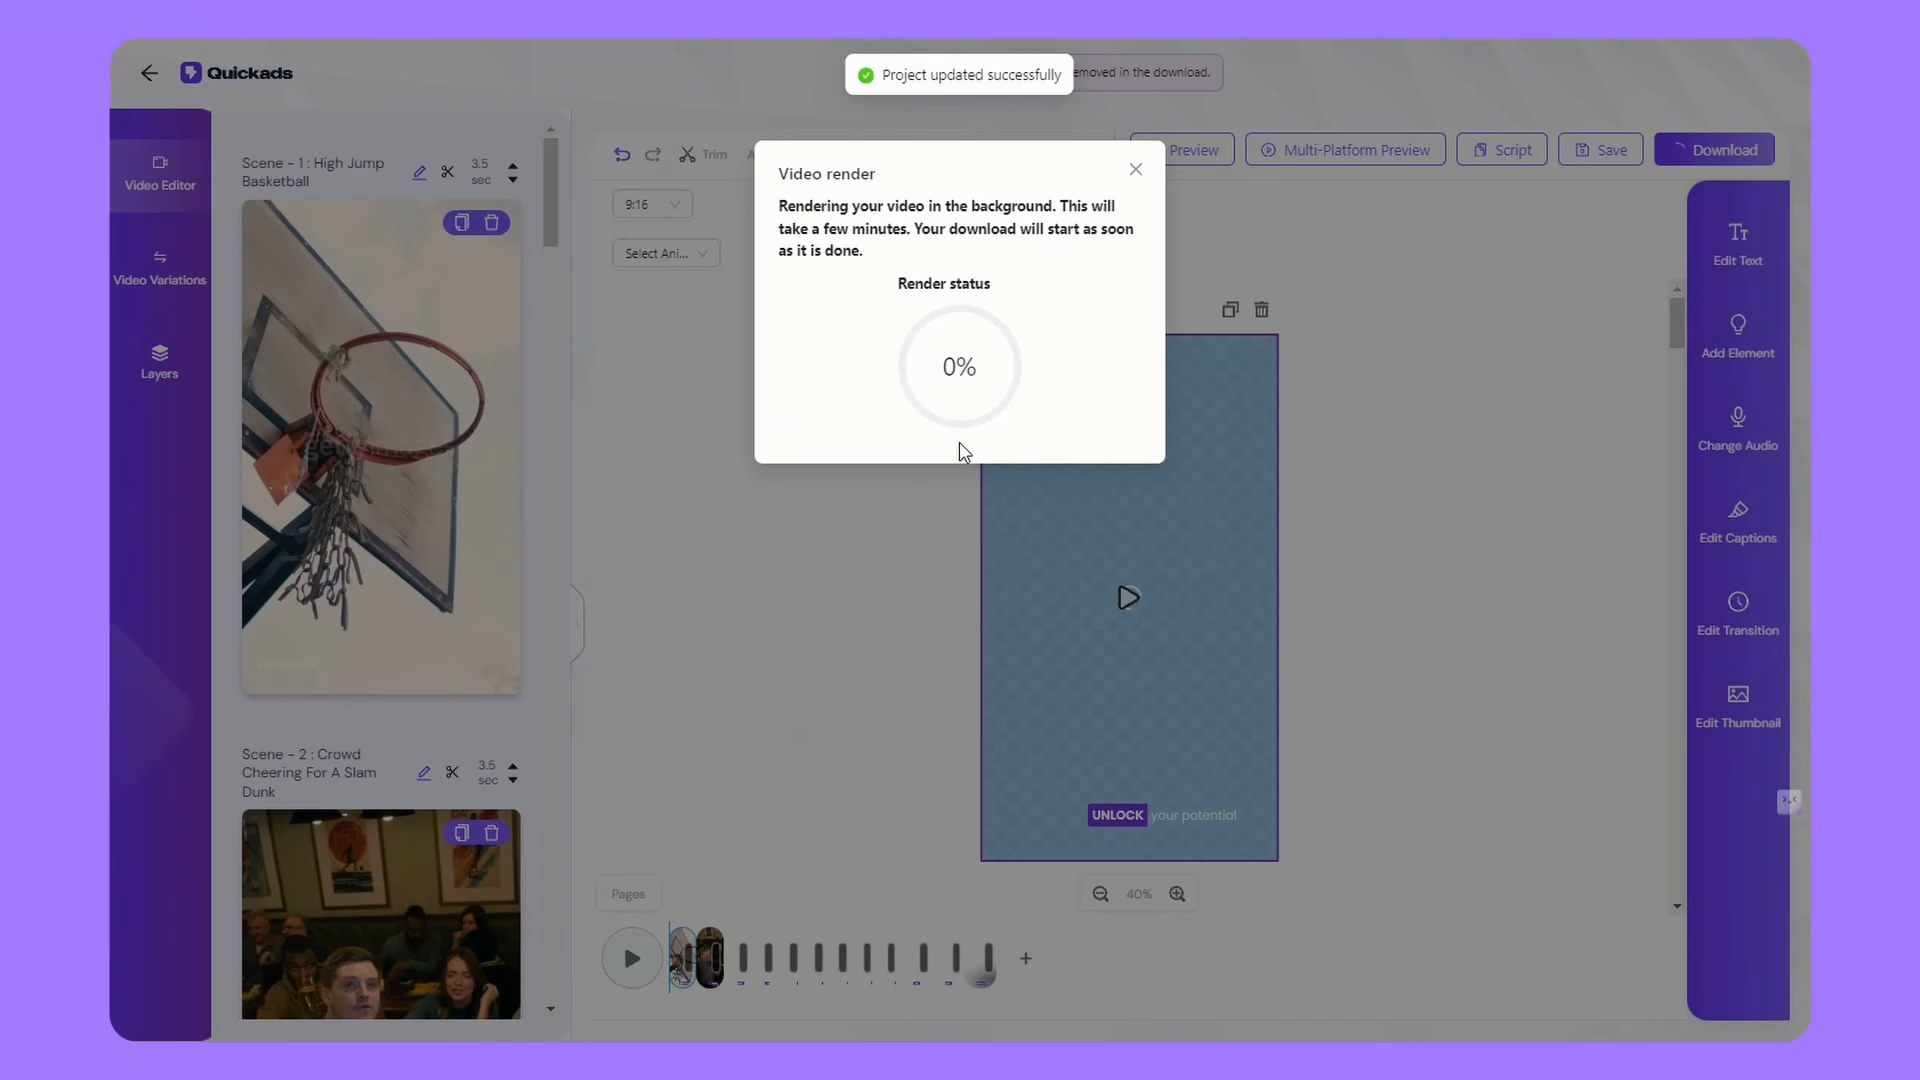 Quickads
Project updated successfully
emoved in the download.
Video Editor
Video Variations
Layers
Scene - 1 : High Jump
Basketball
3.5
sec
Scene - 2 : Crowd
Cheering For A Slam
Dunk
3.5
sec
Trim
Preview
Multi-Platform Preview
Script
Save
Download
9:16
Select Ani...
Video render
Rendering your video in the background. This will
take a few minutes. Your download will start as soon
as it is done.
Render status
0%
UNLOCK your potential
Pages
40%
Edit Text
Add Element
Change Audio
Edit Captions
Edit Transition
Edit Thumbnail